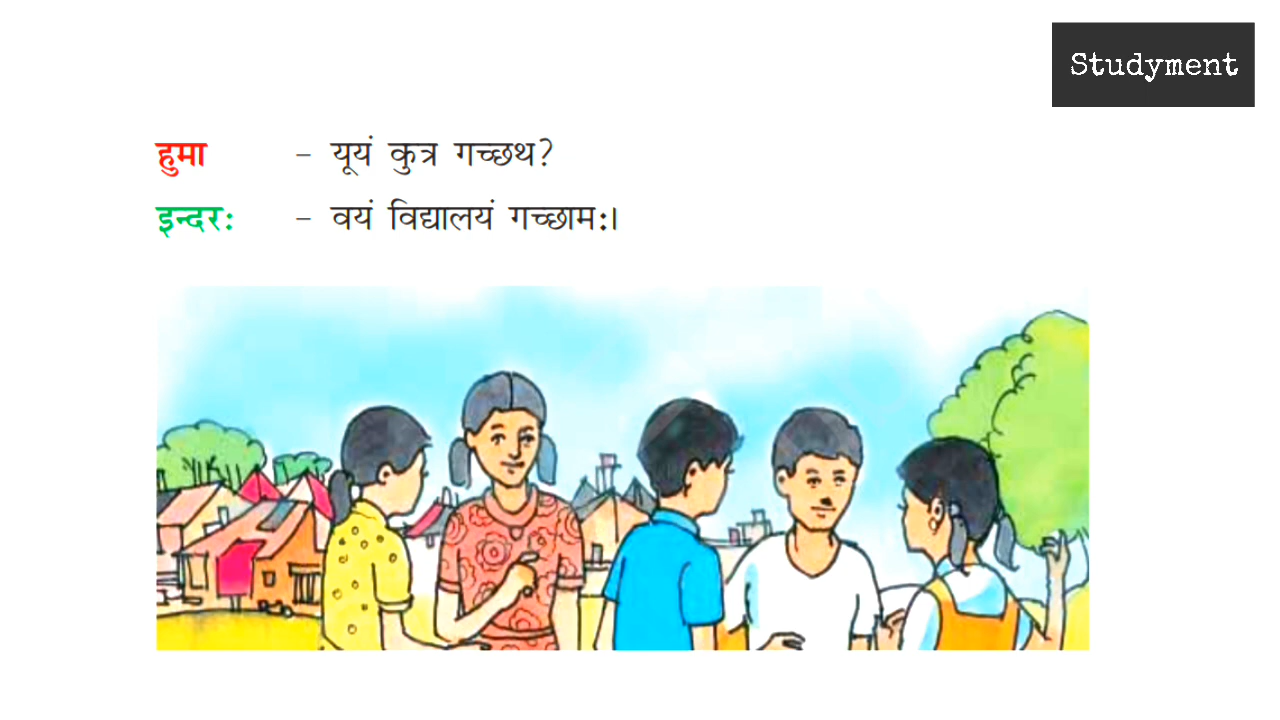 Studyment
हुमा – यूयं कुत्र गच्छथ?
इन्दरः – वयं विद्यालयं गच्छामः।